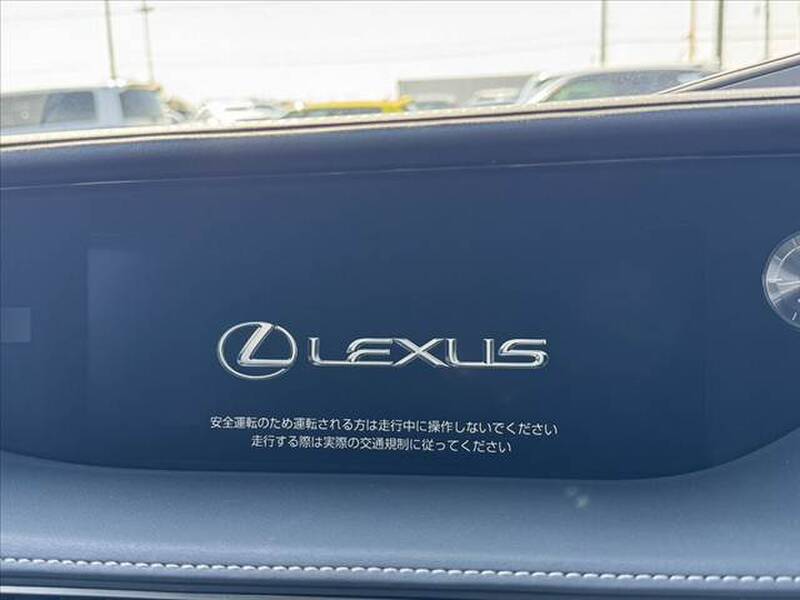 LEXUS
安全運転のため運転される方は走行中に操作しないでください
走行する際は実際の交通規制に従ってください